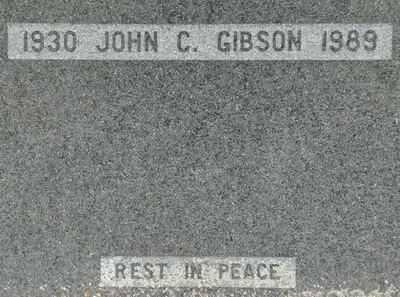 1930 JOHN C. GIBSON 1989
REST IN PEACE